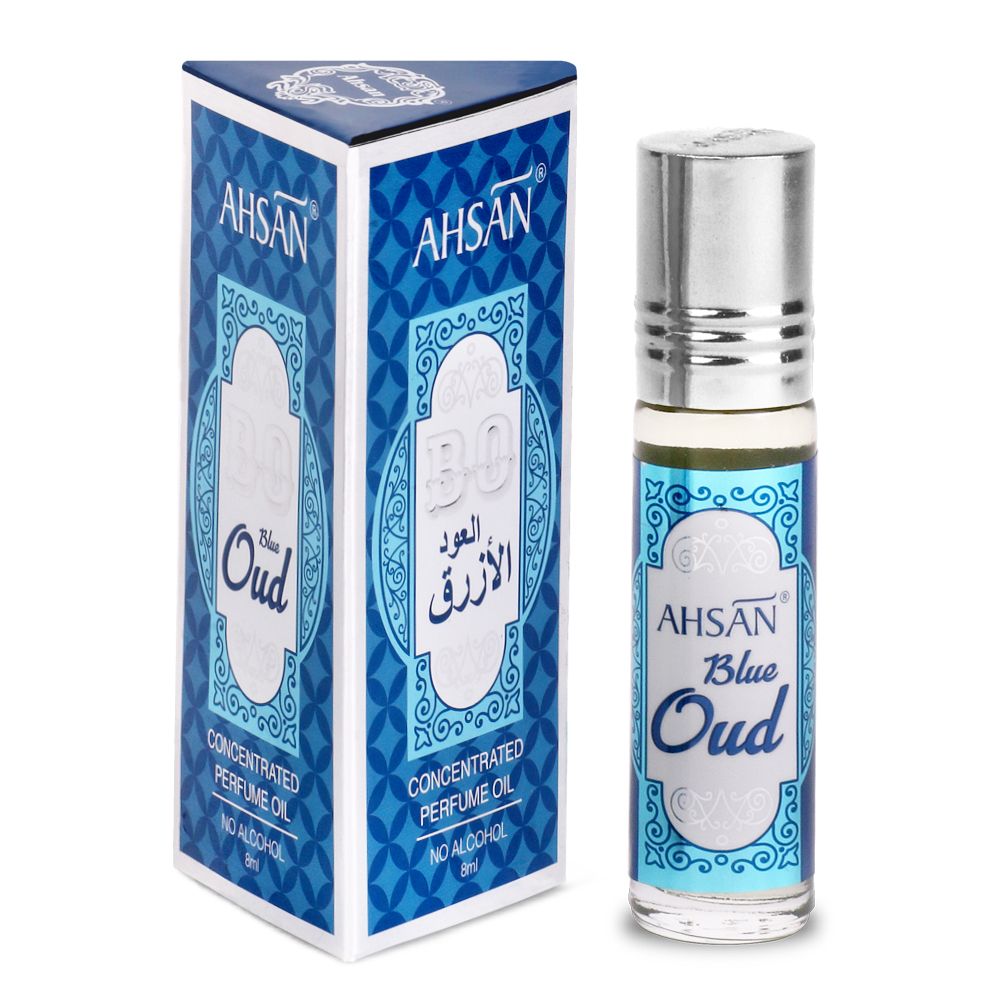 Ahsan
AHSAN®
BO
Blue
Oud
CONCENTRATED
PERFUME OIL
NO ALCOHOL
8ml
AHSAN®
BO
العود
الأزرق
CONCENTRATED
PERFUME OIL
NO ALCOHOL
8ml
AHSAN®
Blue
Oud